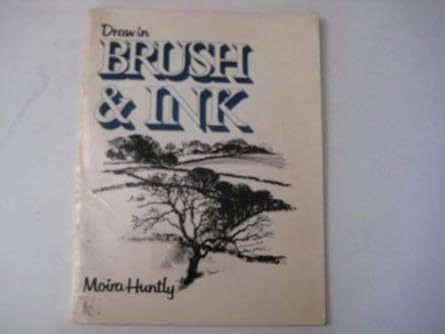 Draw in
BRUSH
& INK
Moira Huntly